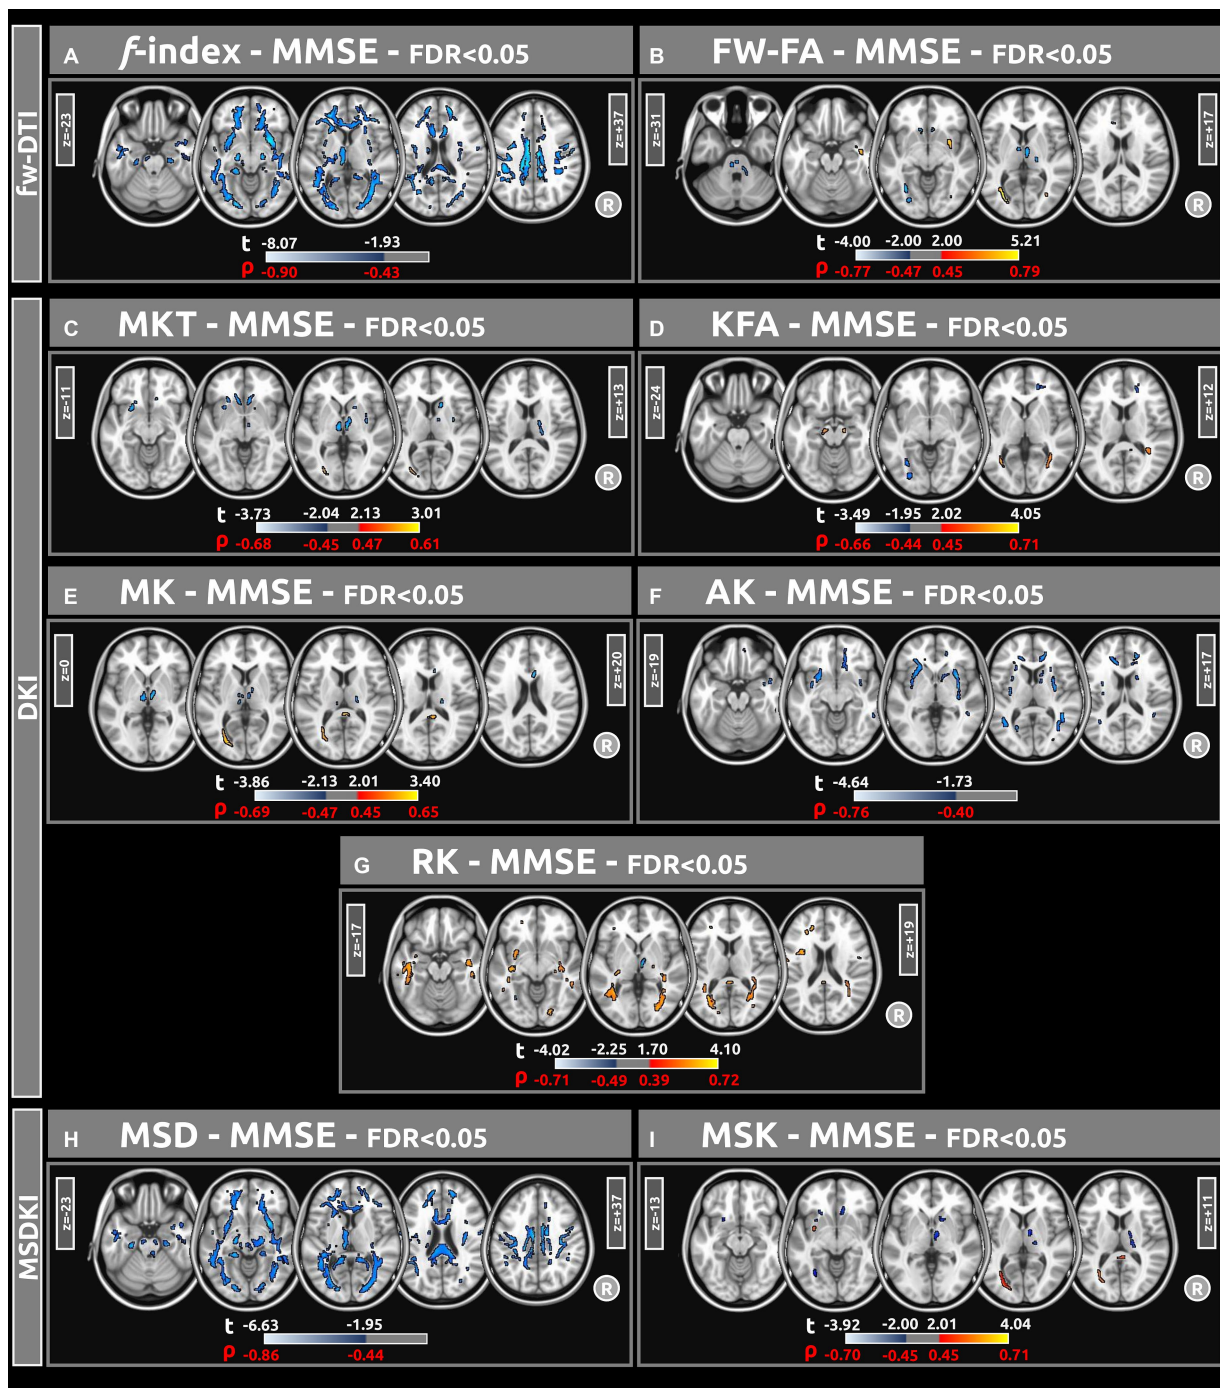 fw-DTI
A f-index - MMSE - FDR<0.05
z=-23
z=+37
R
t -8.07 -1.93
ρ -0.90 -0.43
B FW-FA - MMSE - FDR<0.05
z=-31
z=+17
R
t -4.00 -2.00 2.00 5.21
ρ -0.77 -0.47 0.45 0.79
DKI
C MKT - MMSE - FDR<0.05
z=-11
z=+13
R
t -3.73 -2.04 2.13 3.01
ρ -0.68 -0.45 0.47 0.61
D KFA - MMSE - FDR<0.05
z=-24
z=+12
R
t -3.49 -1.95 2.02 4.05
ρ -0.66 -0.44 0.45 0.71
E MK - MMSE - FDR<0.05
z=0
z=+20
R
t -3.86 -2.13 2.01 3.40
ρ -0.69 -0.47 0.45 0.65
F AK - MMSE - FDR<0.05
z=-19
z=+17
R
t -4.64 -1.73
ρ -0.76 -0.40
G RK - MMSE - FDR<0.05
z=-17
z=+19
R
t -4.02 -2.25 1.70 4.10
ρ -0.71 -0.49 0.39 0.72
MSDKI
H MSD - MMSE - FDR<0.05
z=-23
z=+37
R
t -6.63 -1.95
ρ -0.86 -0.44
I MSK - MMSE - FDR<0.05
z=-13
z=+11
R
t -3.92 -2.00 2.01 4.04
ρ -0.70 -0.45 0.45 0.71